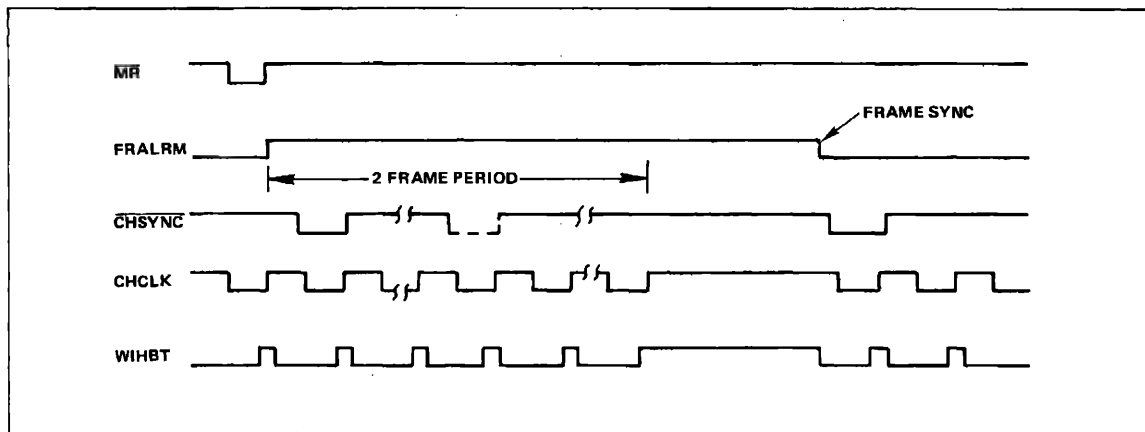 MR
FRAME SYNC
FRALRM
2 FRAME PERIOD
CHSYNC
CHCLK
WIHBT